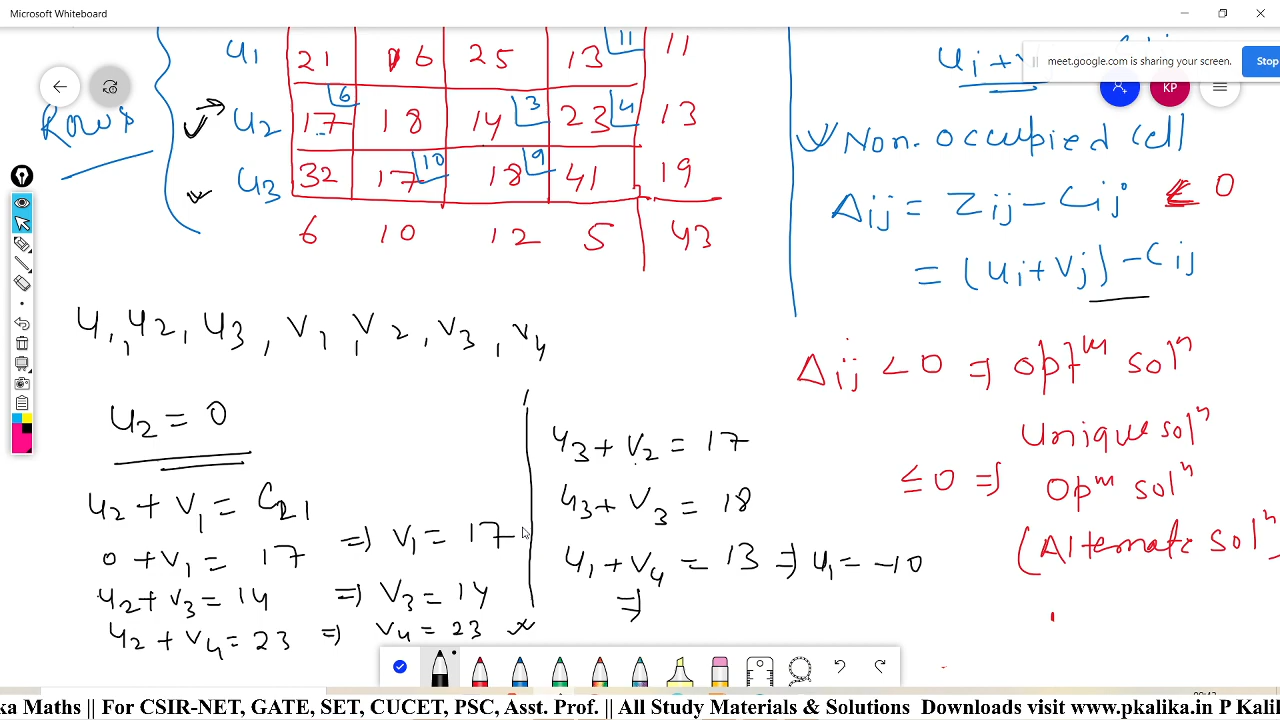 Microsoft Whiteboard
u1 21 16 25 13 11 11
ui+v
meet.google.com is sharing your screen. Stop
KP
Rows
u2 17 6 18 14 3 23 4 13
u3 32 17 10 18 9 41 19
6 10 12 5 43
Non. occupied cell
Δij = Zij - Cij ≤ 0
= (ui+vj) - Cij
u1, u2, u3, v1, v2, v3, v4
Δij < 0 ⇒ optm soln
Unique soln
≤ 0 ⇒ Opm soln
(Alternate soln
u2 = 0
u2 + v1 = C21
0 + v1 = 17 ⇒ v1 = 17
u2 + v3 = 14 ⇒ v3 = 14
u2 + v4 = 23 ⇒ v4 = 23
u3 + v2 = 17
u3 + v3 = 18
u1 + v4 = 13 ⇒ u1 = -10
⇒
ka Maths || For CSIR-NET, GATE, SET, CUCET, PSC, Asst. Prof. || All Study Materials & Solutions Downloads visit www.pkalika.in P Kali